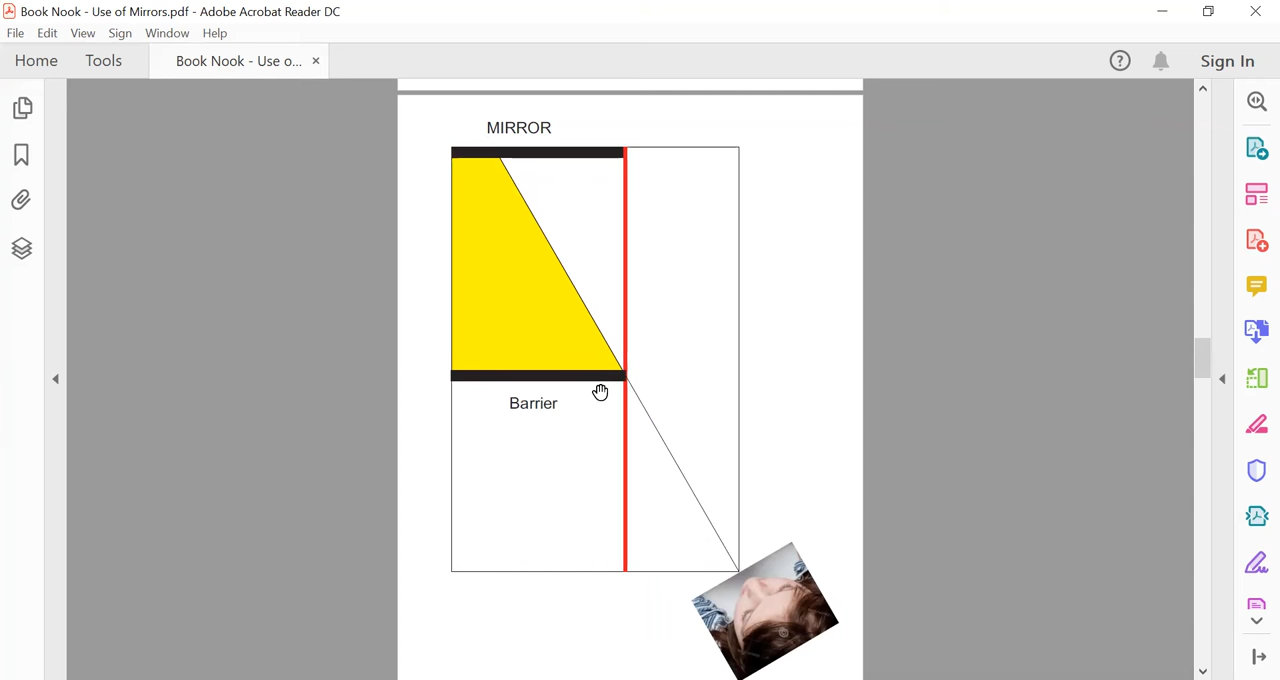 Book Nook - Use of Mirrors.pdf - Adobe Acrobat Reader DC
File Edit View Sign Window Help
Home Tools Book Nook - Use o... × Sign In
MIRROR
Barrier